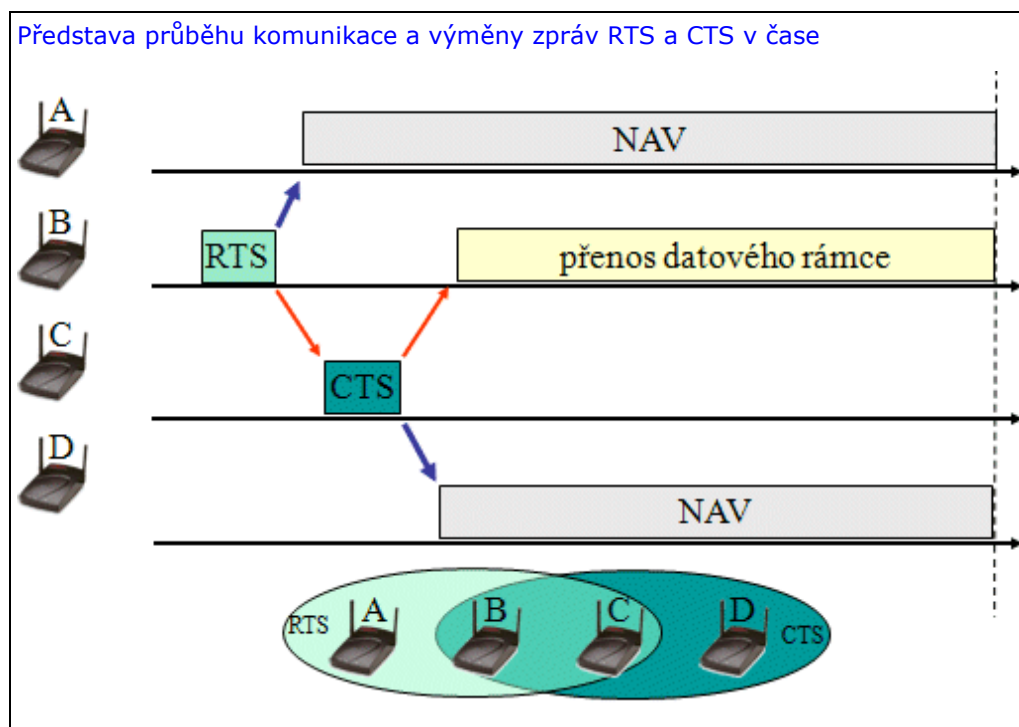 Představa průběhu komunikace a výměny zpráv RTS a CTS v čase
A
NAV
B
RTS
přenos datového rámce
C
CTS
D
NAV
RTS
A
B
C
D
CTS